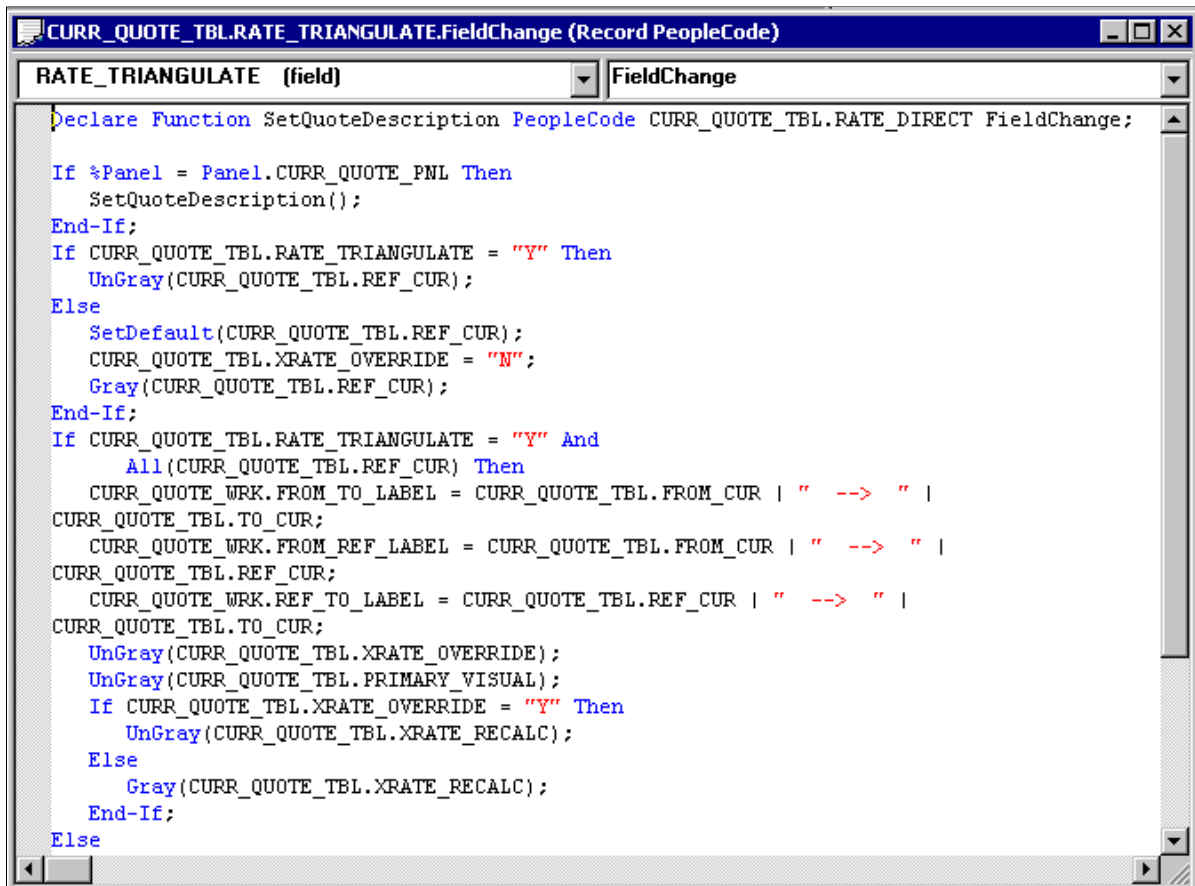 CURR_QUOTE_TBL.RATE_TRIANGULATE.FieldChange (Record PeopleCode)
RATE_TRIANGULATE (field) FieldChange
Declare Function SetQuoteDescription PeopleCode CURR_QUOTE_TBL.RATE_DIRECT FieldChange;
If %Panel = Panel.CURR_QUOTE_PNL Then
SetQuoteDescription();
End-If;
If CURR_QUOTE_TBL.RATE_TRIANGULATE = "Y" Then
UnGray(CURR_QUOTE_TBL.REF_CUR);
Else
SetDefault(CURR_QUOTE_TBL.REF_CUR);
CURR_QUOTE_TBL.XRATE_OVERRIDE = "N";
Gray(CURR_QUOTE_TBL.REF_CUR);
End-If;
If CURR_QUOTE_TBL.RATE_TRIANGULATE = "Y" And
All(CURR_QUOTE_TBL.REF_CUR) Then
CURR_QUOTE_WRK.FROM_TO_LABEL = CURR_QUOTE_TBL.FROM_CUR | "  -->  " |
CURR_QUOTE_TBL.TO_CUR;
CURR_QUOTE_WRK.FROM_REF_LABEL = CURR_QUOTE_TBL.FROM_CUR | "  -->  " |
CURR_QUOTE_TBL.REF_CUR;
CURR_QUOTE_WRK.REF_TO_LABEL = CURR_QUOTE_TBL.REF_CUR | "  -->  " |
CURR_QUOTE_TBL.TO_CUR;
UnGray(CURR_QUOTE_TBL.XRATE_OVERRIDE);
UnGray(CURR_QUOTE_TBL.PRIMARY_VISUAL);
If CURR_QUOTE_TBL.XRATE_OVERRIDE = "Y" Then
UnGray(CURR_QUOTE_TBL.XRATE_RECALC);
Else
Gray(CURR_QUOTE_TBL.XRATE_RECALC);
End-If;
Else